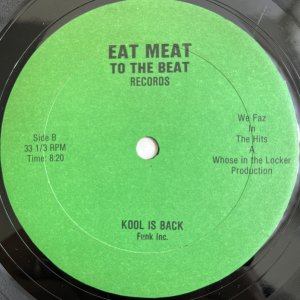 EAT MEAT
TO THE BEAT
RECORDS
Side B
33 1/3 RPM
Time: 8:20
We Faz
In
The Hits
A
Whose in the Locker
Production
KOOL IS BACK
Funk Inc.